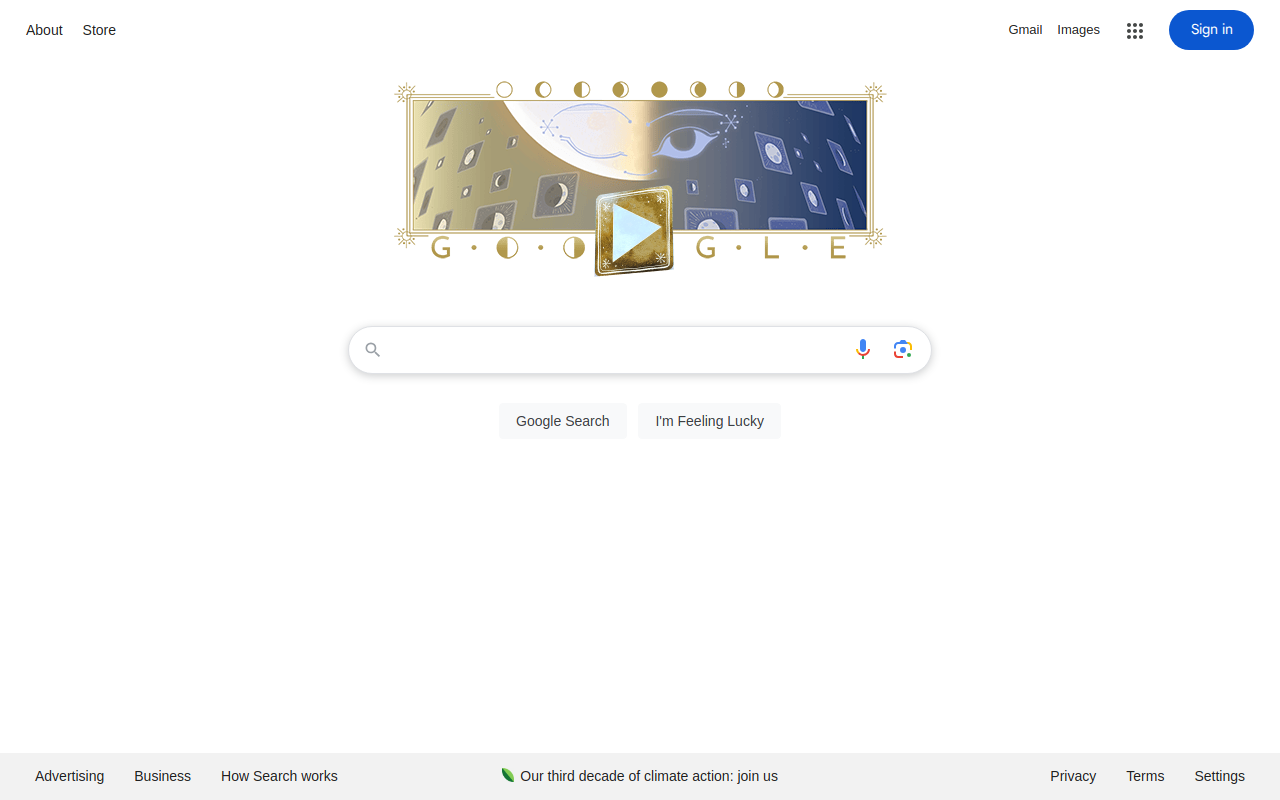 About Store
Gmail Images
Sign in
G · O · O G · L · E
Google Search
I'm Feeling Lucky
Advertising Business How Search works
Our third decade of climate action: join us
Privacy Terms Settings